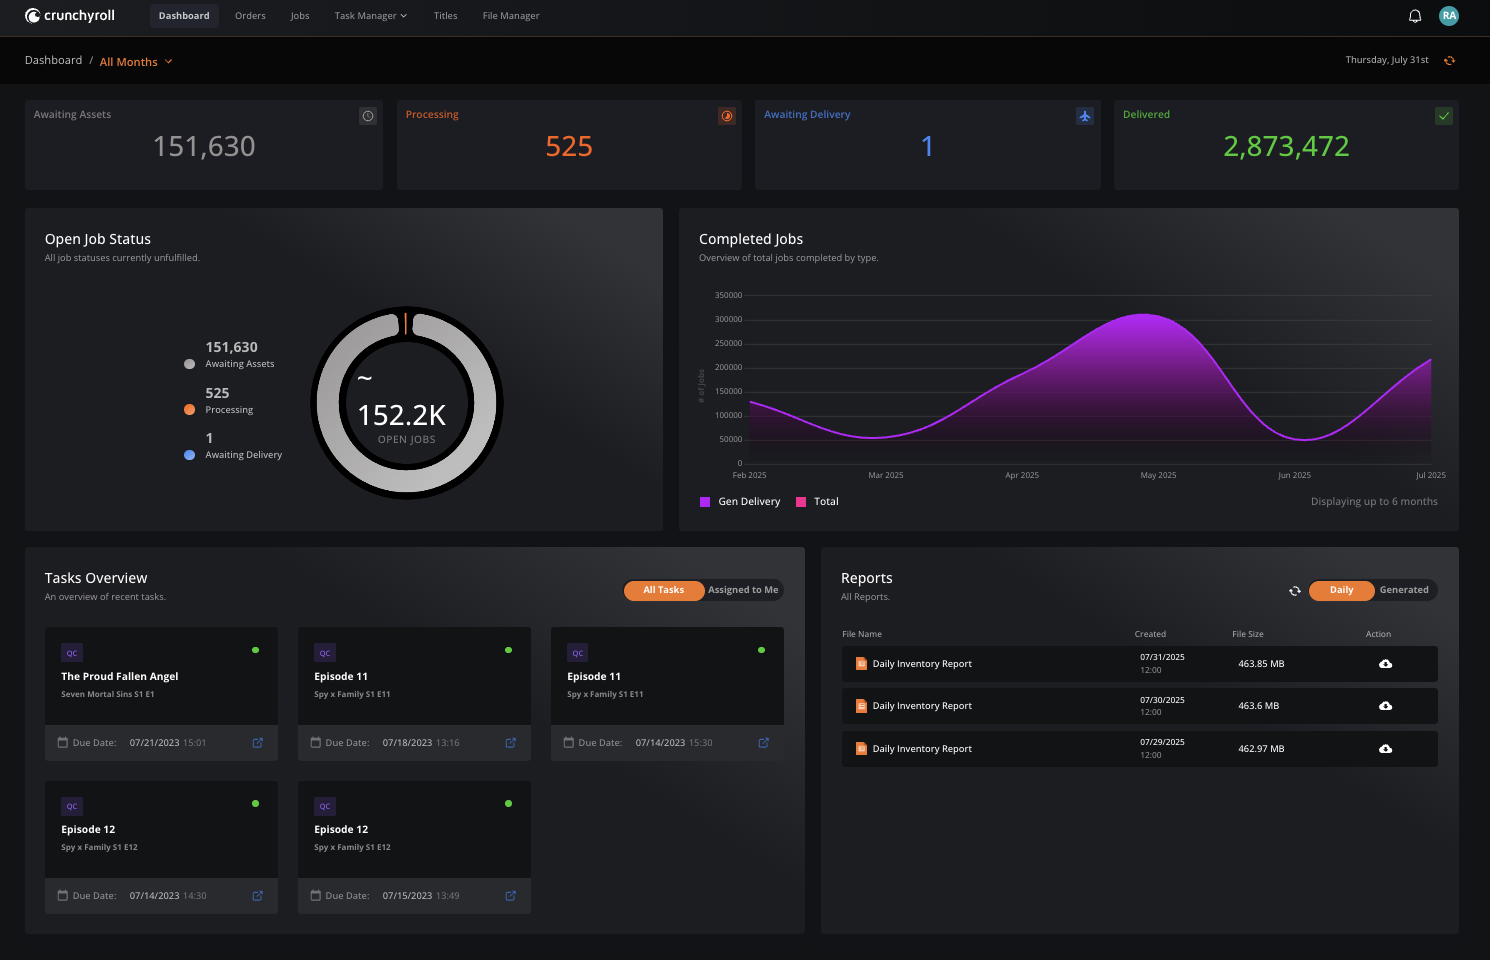 crunchyroll
Dashboard
Orders
Jobs
Task Manager
Titles
File Manager
RA
Dashboard / All Months
Thursday, July 31st
Awaiting Assets
151,630
Processing
525
Awaiting Delivery
1
Delivered
2,873,472
Open Job Status
All job statuses currently unfulfilled.
151,630
Awaiting Assets
525
Processing
1
Awaiting Delivery
~
152.2K
OPEN JOBS
Completed Jobs
Overview of total jobs completed by type.
# of Jobs
350000
300000
250000
200000
150000
100000
50000
0
Feb 2025
Mar 2025
Apr 2025
May 2025
Jun 2025
Jul 2025
Gen Delivery
Total
Displaying up to 6 months
Tasks Overview
An overview of recent tasks.
All Tasks
Assigned to Me
QC
The Proud Fallen Angel
Seven Mortal Sins S1 E1
Due Date: 07/21/2023 15:01
QC
Episode 11
Spy x Family S1 E11
Due Date: 07/18/2023 13:16
QC
Episode 11
Spy x Family S1 E11
Due Date: 07/14/2023 15:30
QC
Episode 12
Spy x Family S1 E12
Due Date: 07/14/2023 14:30
QC
Episode 12
Spy x Family S1 E12
Due Date: 07/15/2023 13:49
Reports
All Reports.
Daily
Generated
File Name
Created
File Size
Action
Daily Inventory Report
07/31/2025
12:00
463.85 MB
Daily Inventory Report
07/30/2025
12:00
463.6 MB
Daily Inventory Report
07/29/2025
12:00
462.97 MB